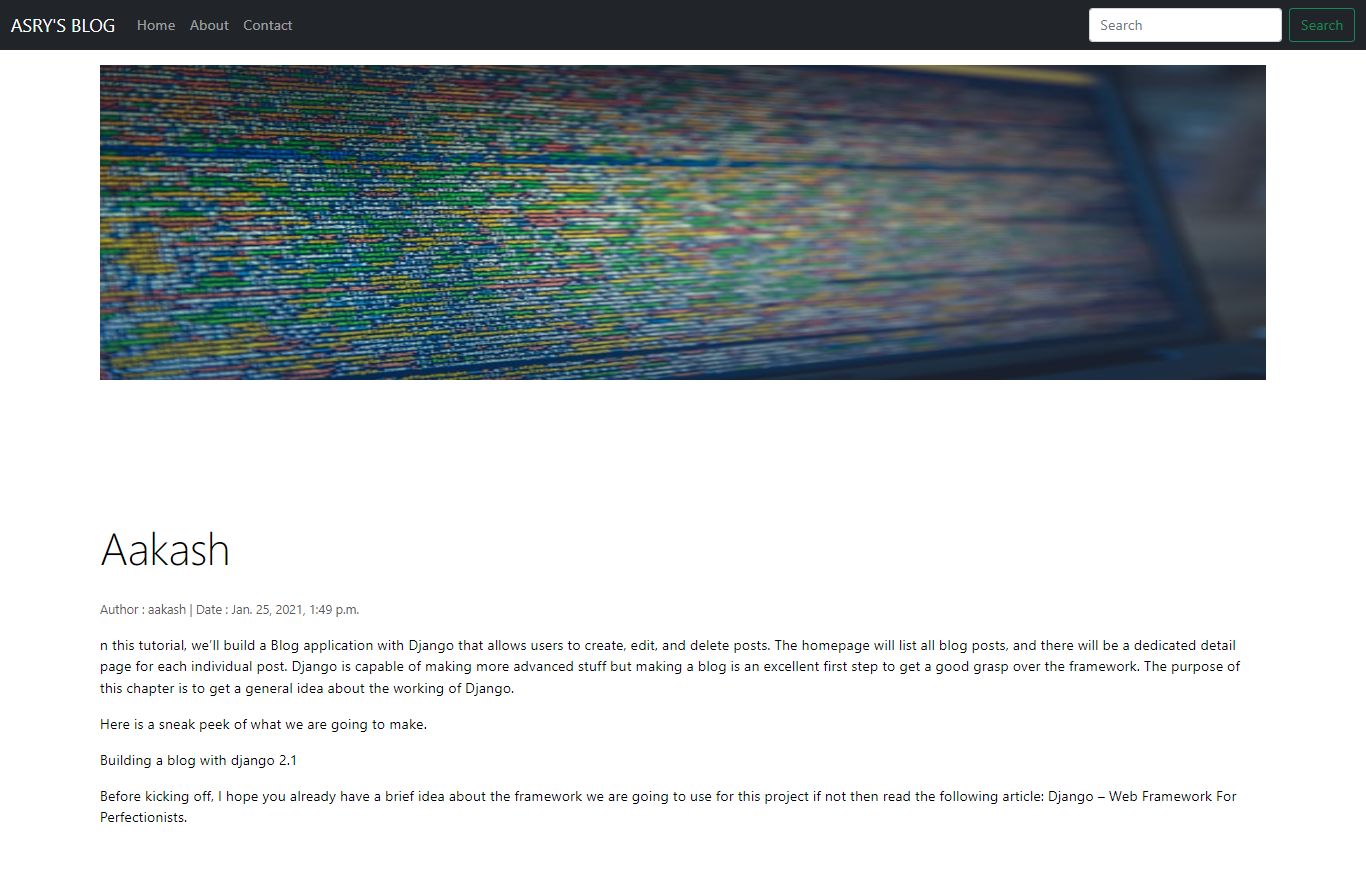 ASRY'S BLOG Home About Contact Search Search
Aakash
Author : aakash | Date : Jan. 25, 2021, 1:49 p.m.
n this tutorial, we’ll build a Blog application with Django that allows users to create, edit, and delete posts. The homepage will list all blog posts, and there will be a dedicated detail
page for each individual post. Django is capable of making more advanced stuff but making a blog is an excellent first step to get a good grasp over the framework. The purpose of
this chapter is to get a general idea about the working of Django.
Here is a sneak peek of what we are going to make.
Building a blog with django 2.1
Before kicking off, I hope you already have a brief idea about the framework we are going to use for this project if not then read the following article: Django – Web Framework For
Perfectionists.